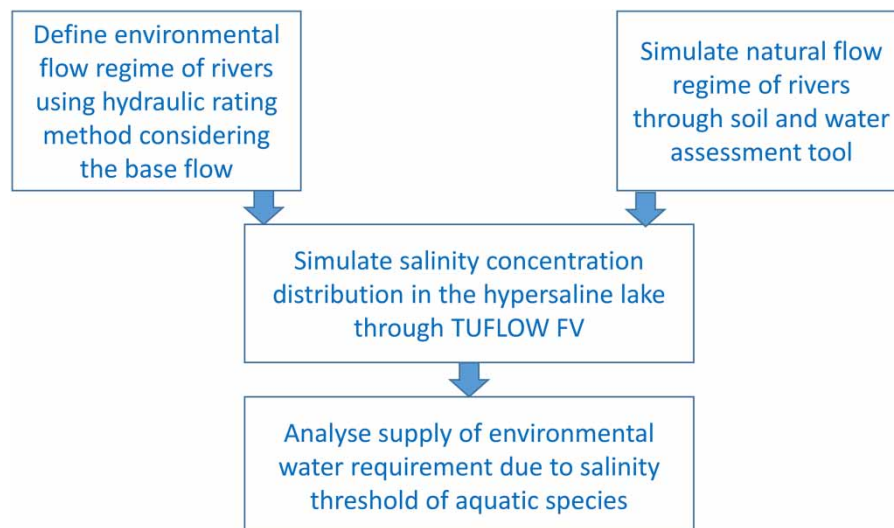 Define environmental
flow regime of rivers
using hydraulic rating
method considering
the base flow
Simulate natural flow
regime of rivers
through soil and water
assessment tool
Simulate salinity concentration
distribution in the hypersaline lake
through TUFLOW FV
Analyse supply of environmental
water requirement due to salinity
threshold of aquatic species